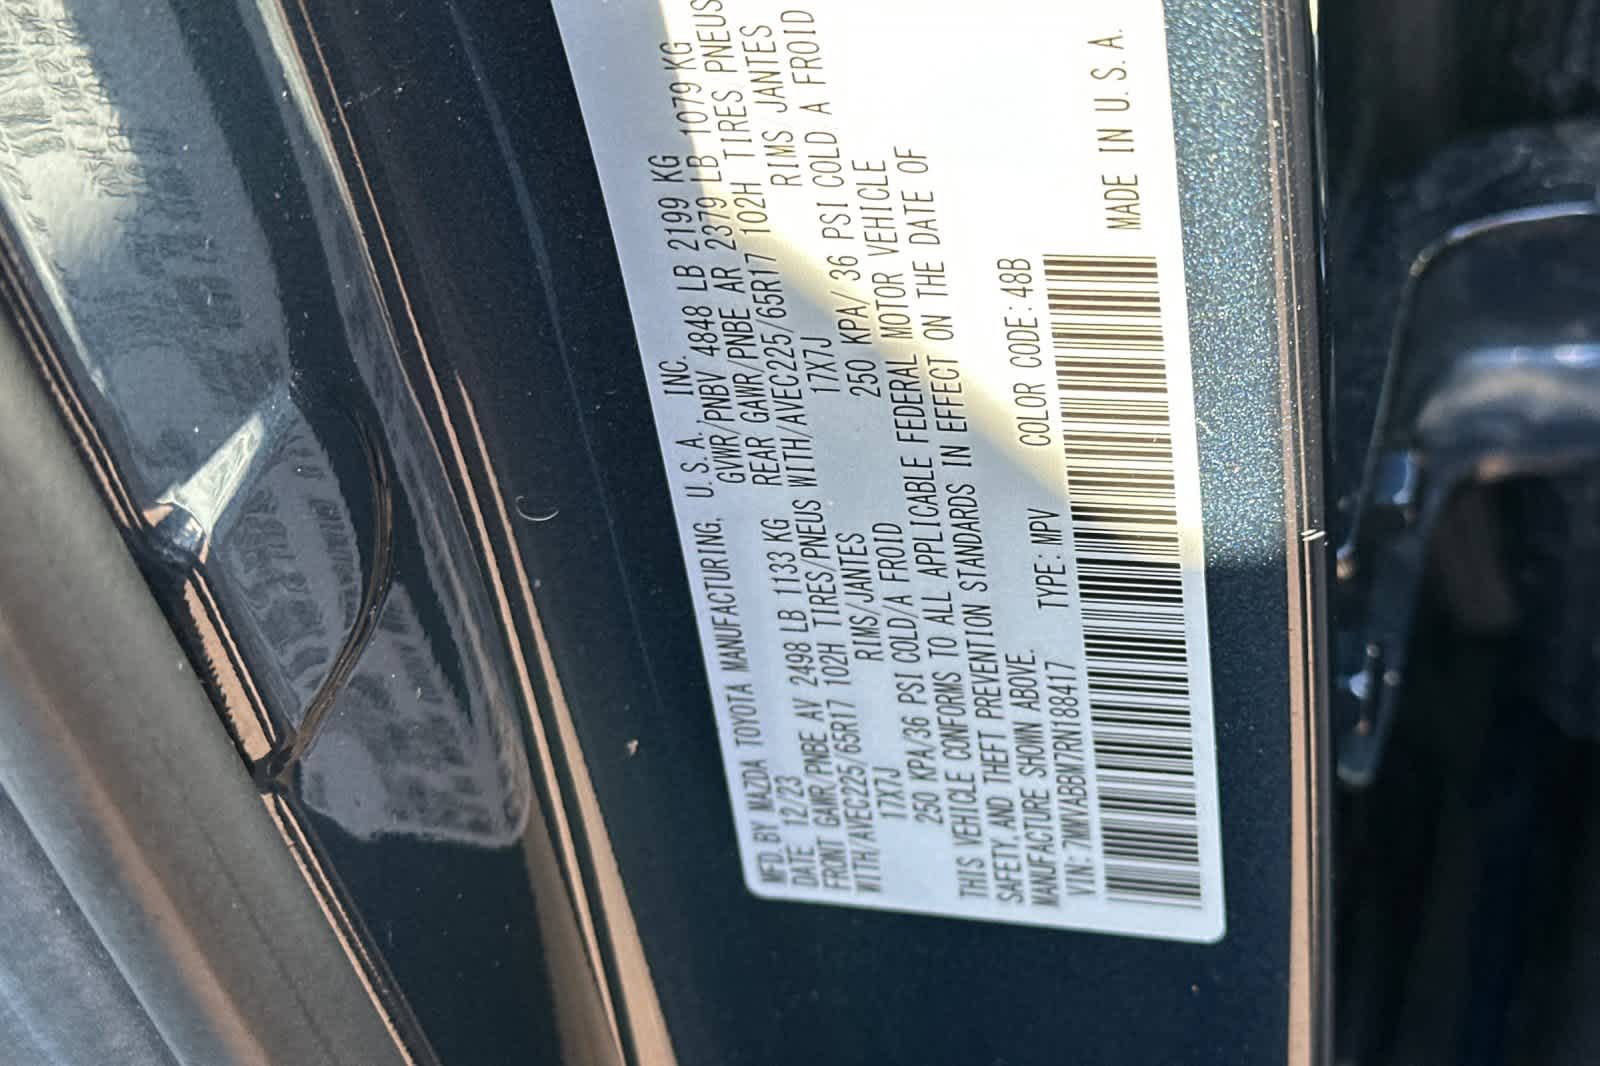 MFD. BY MAZDA TOYOTA MANUFACTURING, U.S.A., INC.
DATE 12/23 GVWR/PNBV 4848 LB 2199 KG
FRONT GAWR/PNBE AV 2498 LB 1133 KG REAR GAWR/PNBE AR 2379 LB 1079 KG
WITH/AVEC225/65R17 102H TIRES/PNEUS WITH/AVEC225/65R17 102H TIRES PNEUS
17X7J RIMS/JANTES 17X7J RIMS/JANTES
250 KPA/36 PSI COLD/A FROID 250 KPA/ 36 PSI COLD A FROID
THIS VEHICLE CONFORMS TO ALL APPLICABLE FEDERAL MOTOR VEHICLE
SAFETY, AND THEFT PREVENTION STANDARDS IN EFFECT ON THE DATE OF
MANUFACTURE SHOWN ABOVE.
VIN: 7MMVABBM7RN188417 TYPE: MPV COLOR CODE: 48B
MADE IN U.S.A.